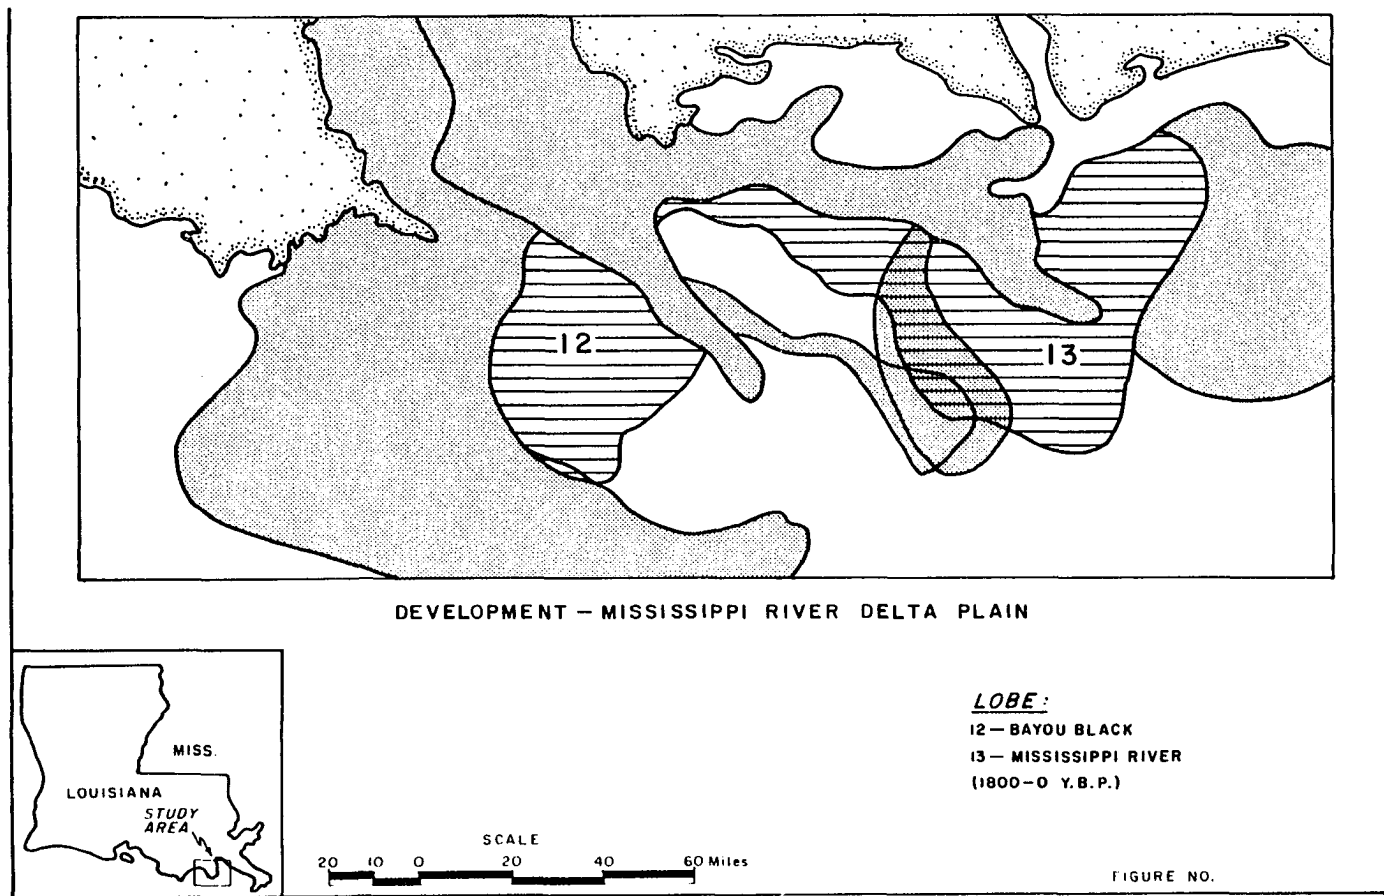 12
13
DEVELOPMENT — MISSISSIPPI RIVER DELTA PLAIN
LOBE:
12 — BAYOU BLACK
13 — MISSISSIPPI RIVER
(1800-0 Y.B.P.)
MISS.
LOUISIANA
STUDY
AREA
SCALE
20 10 0 20 40 60 Miles
FIGURE NO.